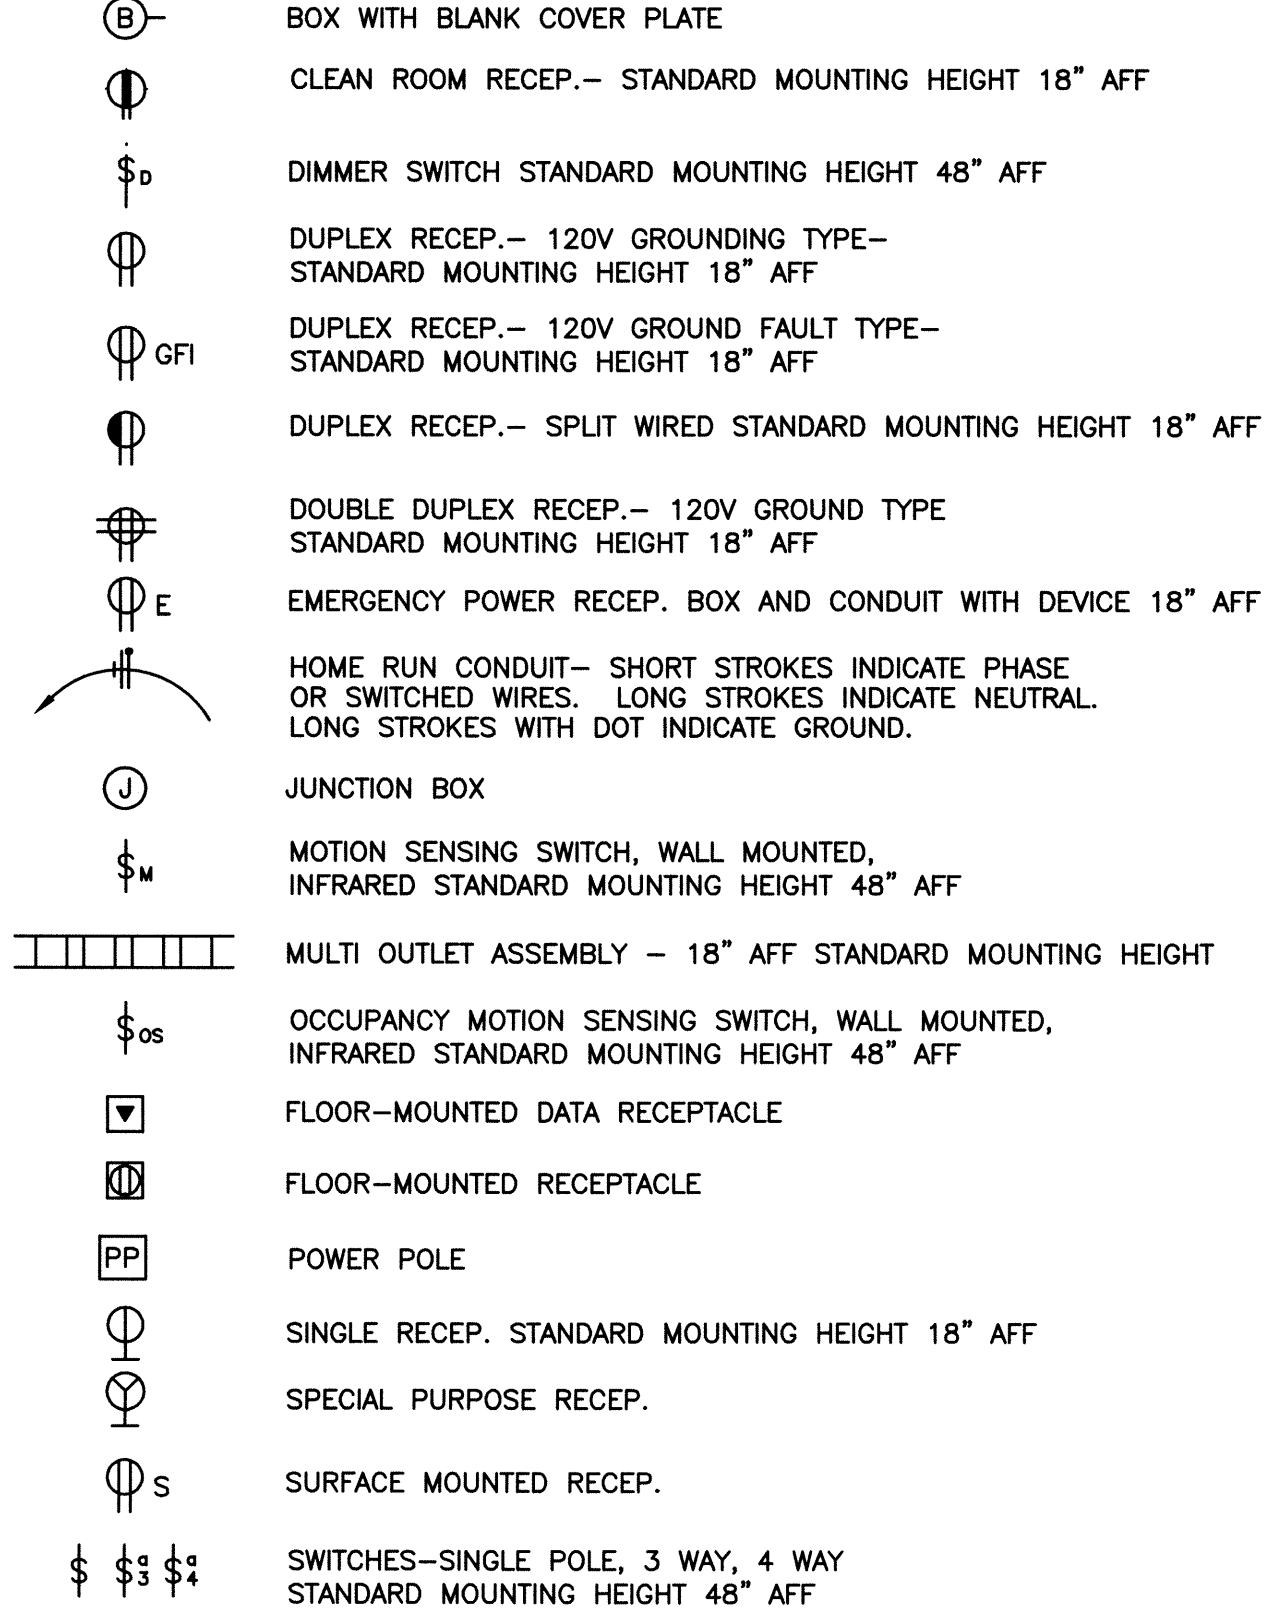 B BOX WITH BLANK COVER PLATE
CLEAN ROOM RECEP.– STANDARD MOUNTING HEIGHT 18" AFF
$D DIMMER SWITCH STANDARD MOUNTING HEIGHT 48" AFF
DUPLEX RECEP.– 120V GROUNDING TYPE–
STANDARD MOUNTING HEIGHT 18" AFF
DUPLEX RECEP.– 120V GROUND FAULT TYPE–
GFI
STANDARD MOUNTING HEIGHT 18" AFF
DUPLEX RECEP.– SPLIT WIRED STANDARD MOUNTING HEIGHT 18" AFF
DOUBLE DUPLEX RECEP.– 120V GROUND TYPE
STANDARD MOUNTING HEIGHT 18" AFF
E EMERGENCY POWER RECEP. BOX AND CONDUIT WITH DEVICE 18" AFF
HOME RUN CONDUIT– SHORT STROKES INDICATE PHASE
OR SWITCHED WIRES. LONG STROKES INDICATE NEUTRAL.
LONG STROKES WITH DOT INDICATE GROUND.
J JUNCTION BOX
$M MOTION SENSING SWITCH, WALL MOUNTED,
INFRARED STANDARD MOUNTING HEIGHT 48" AFF
MULTI OUTLET ASSEMBLY – 18" AFF STANDARD MOUNTING HEIGHT
$OS OCCUPANCY MOTION SENSING SWITCH, WALL MOUNTED,
INFRARED STANDARD MOUNTING HEIGHT 48" AFF
FLOOR–MOUNTED DATA RECEPTACLE
FLOOR–MOUNTED RECEPTACLE
PP POWER POLE
SINGLE RECEP. STANDARD MOUNTING HEIGHT 18" AFF
SPECIAL PURPOSE RECEP.
S SURFACE MOUNTED RECEP.
$ $a3 $a4 SWITCHES–SINGLE POLE, 3 WAY, 4 WAY
STANDARD MOUNTING HEIGHT 48" AFF